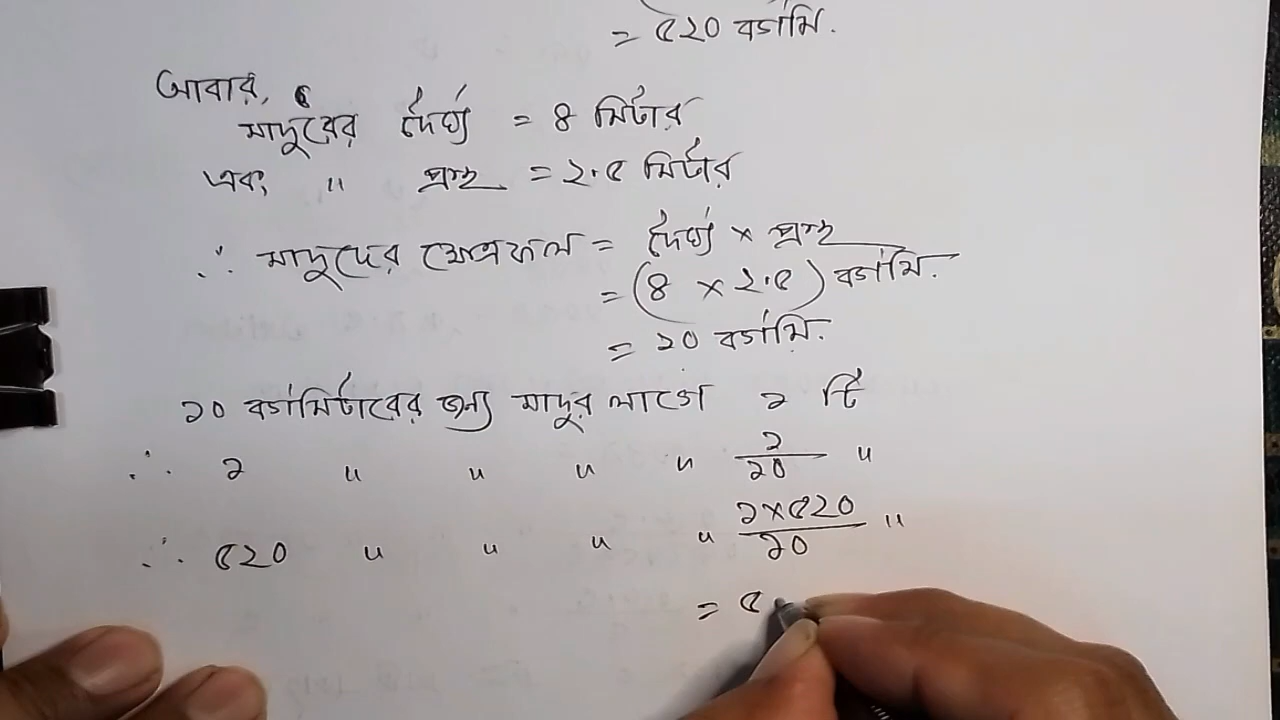 = ৫২০ বর্গমি.
আবার,
মাদুরের দৈর্ঘ্য = ৪ মিটার
এবং " প্রস্থ = ২.৫ মিটার
∴ মাদুদের ক্ষেত্রফল = দৈর্ঘ্য × প্রস্থ
= (৪ × ২.৫) বর্গমি.
= ১০ বর্গমি.
১০ বর্গমিটারের জন্য মাদুর লাগে ১ টি
∴ ১ " " " " ১/১০ "
∴ ৫২০ " " " " ১×৫২০/১০ "
= ৫